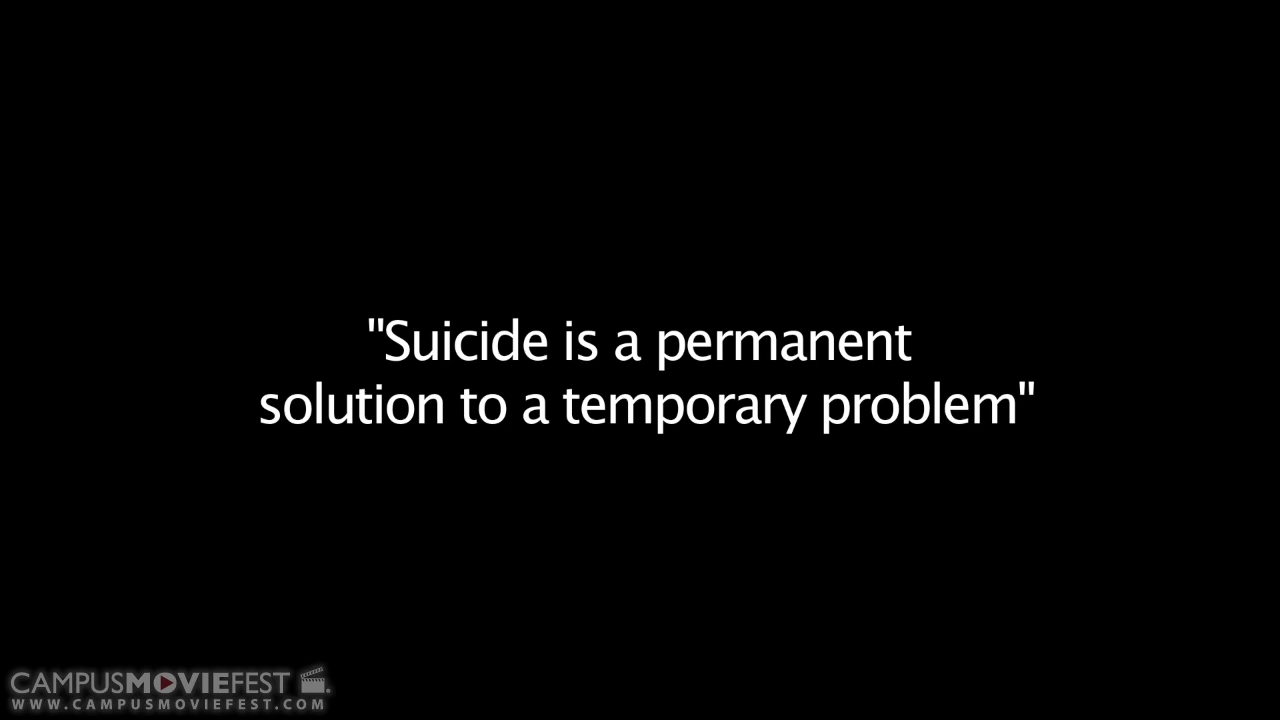 "Suicide is a permanent
solution to a temporary problem"
CAMPUSMOVIEFEST
WWW.CAMPUSMOVIEFEST.COM